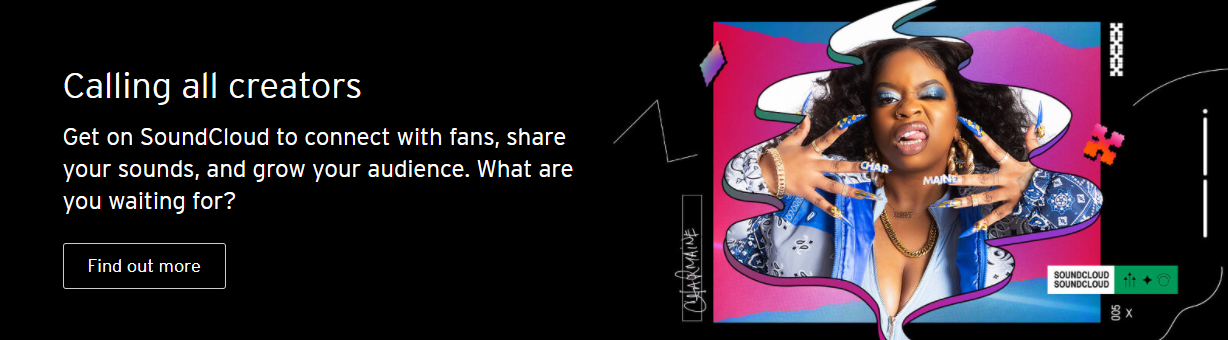 Calling all creators
Get on SoundCloud to connect with fans, share
your sounds, and grow your audience. What are
you waiting for?
Find out more
CHAR-
MAINE
CHARMAINE
SOUNDCLOUD
SOUNDCLOUD
005 X